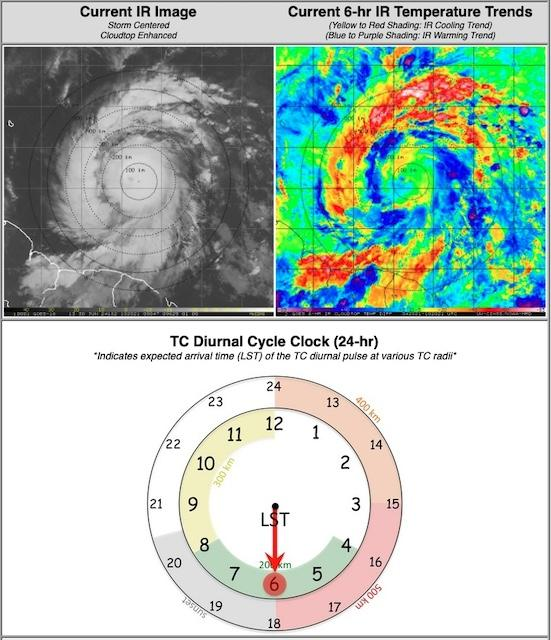 Current IR Image
Storm Centered
Cloudtop Enhanced
Current 6-hr IR Temperature Trends
(Yellow to Red Shading: IR Cooling Trend)
(Blue to Purple Shading: IR Warming Trend)
100 km
200 km
100 km
TC Diurnal Cycle Clock (24-hr)
*Indicates expected arrival time (LST) of the TC diurnal pulse at various TC radii*
24
23
13
400 km
12
11
1
22
14
10
2
300 km
21
9
3
15
LST
8
4
20
200 km
16
7
6
5
500 km
sunset
19
17
18